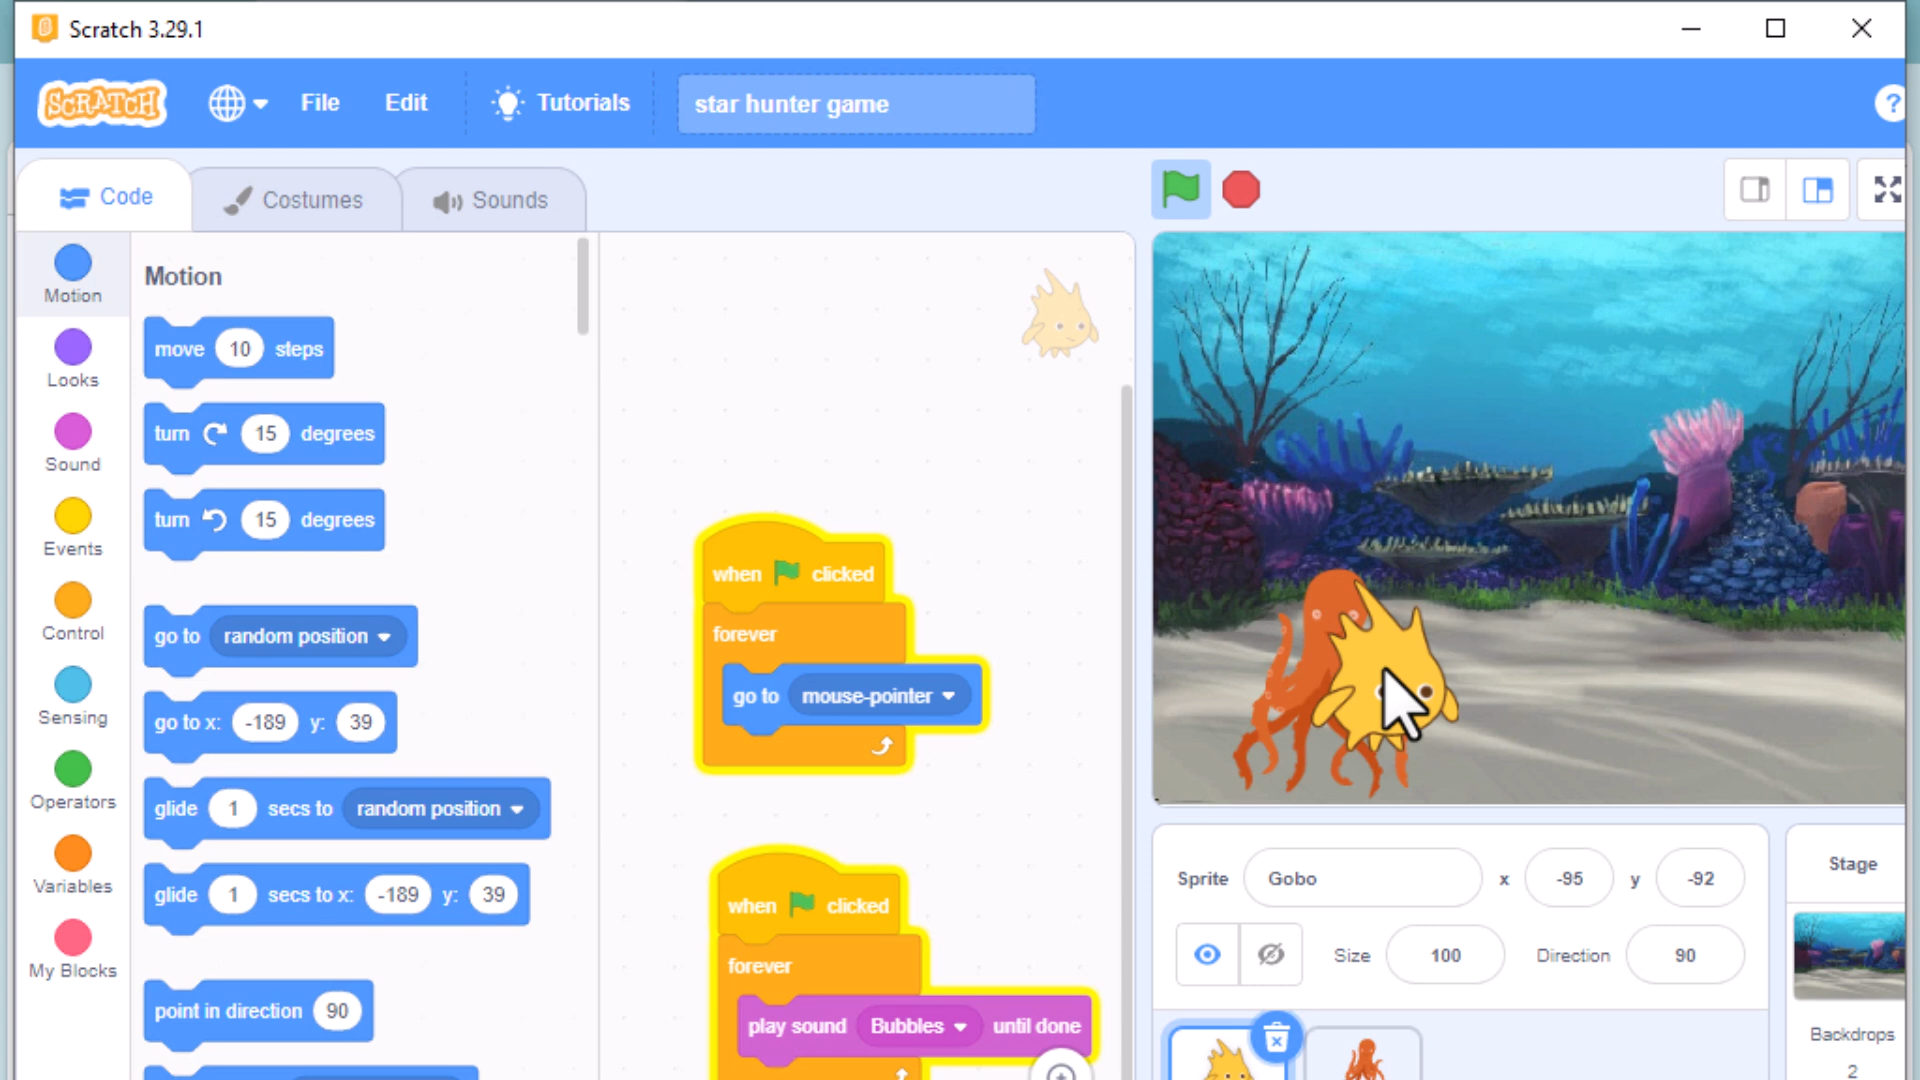 Scratch 3.29.1
SCRATCH
File
Edit
Tutorials
star hunter game
?
Code
Costumes
Sounds
Motion
Looks
Sound
Events
Control
Sensing
Operators
Variables
My Blocks
Motion
move 10 steps
turn 15 degrees
turn 15 degrees
go to random position
go to x: -189 y: 39
glide 1 secs to random position
glide 1 secs to x: -189 y: 39
point in direction 90
when clicked
forever
go to mouse-pointer
when clicked
forever
play sound Bubbles until done
Sprite Gobo x -95 y -92
Size 100 Direction 90
Stage
Backdrops
2